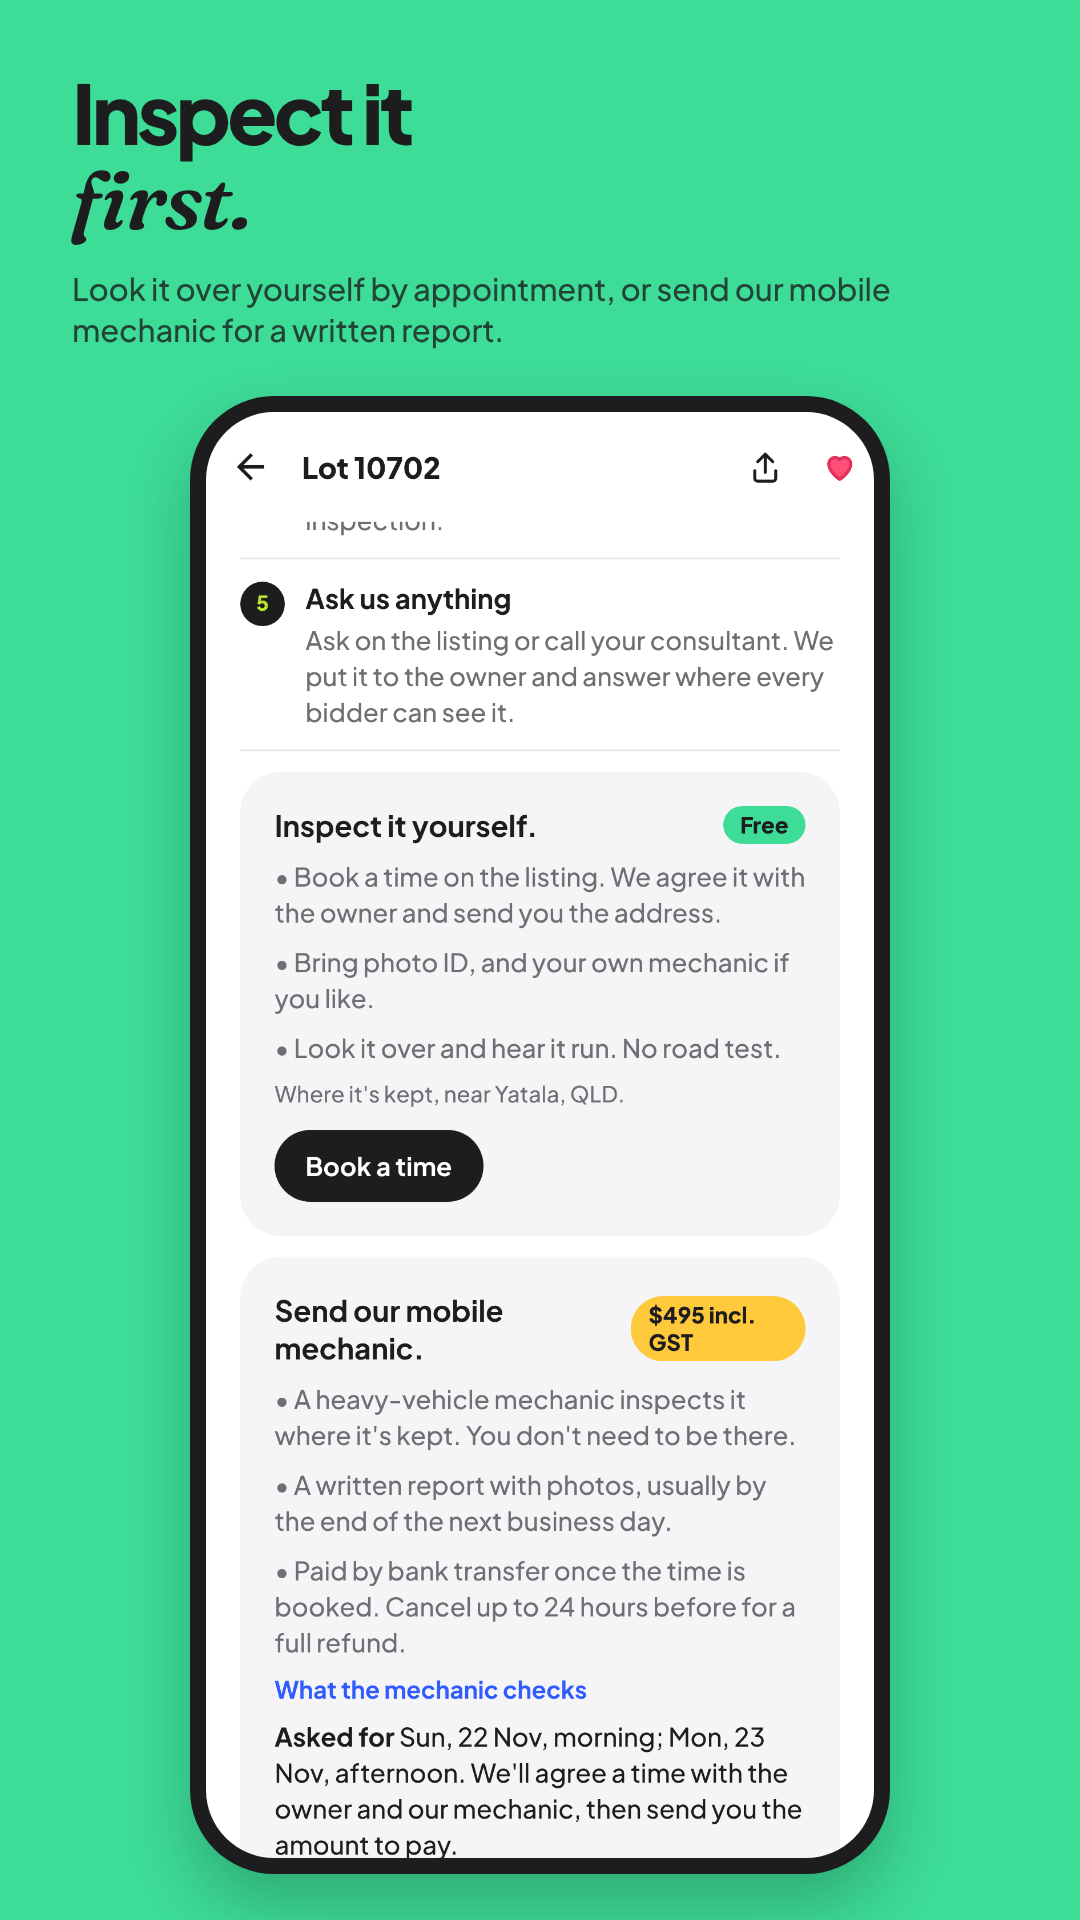 Inspect it
first.
Look it over yourself by appointment, or send our mobile
mechanic for a written report.
Lot 10702
inspection.
5
Ask us anything
Ask on the listing or call your consultant. We
put it to the owner and answer where every
bidder can see it.
Inspect it yourself.
Free
• Book a time on the listing. We agree it with
the owner and send you the address.
• Bring photo ID, and your own mechanic if
you like.
• Look it over and hear it run. No road test.
Where it's kept, near Yatala, QLD.
Book a time
Send our mobile
mechanic.
$495 incl.
GST
• A heavy-vehicle mechanic inspects it
where it's kept. You don't need to be there.
• A written report with photos, usually by
the end of the next business day.
• Paid by bank transfer once the time is
booked. Cancel up to 24 hours before for a
full refund.
What the mechanic checks
Asked for Sun, 22 Nov, morning; Mon, 23
Nov, afternoon. We'll agree a time with the
owner and our mechanic, then send you the
amount to pay.